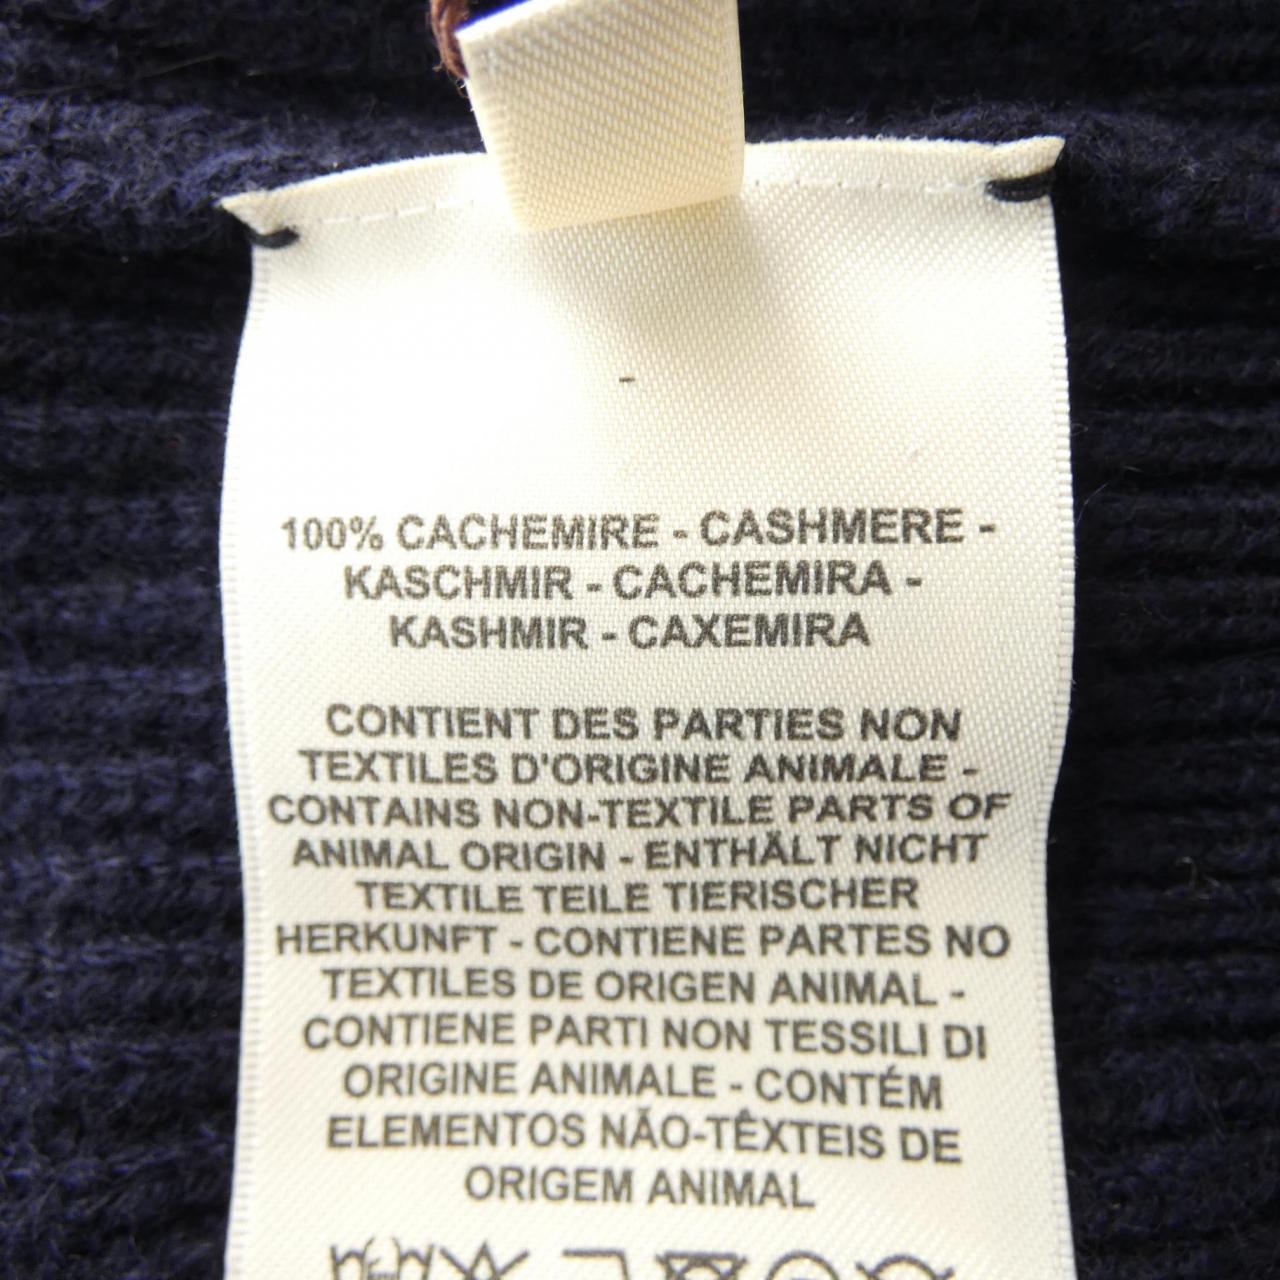 -
100% CACHEMIRE - CASHMERE -
KASCHMIR - CACHEMIRA -
KASHMIR - CAXEMIRA
CONTIENT DES PARTIES NON
TEXTILES D'ORIGINE ANIMALE -
CONTAINS NON-TEXTILE PARTS OF
ANIMAL ORIGIN - ENTHÄLT NICHT
TEXTILE TEILE TIERISCHER
HERKUNFT - CONTIENE PARTES NO
TEXTILES DE ORIGEN ANIMAL -
CONTIENE PARTI NON TESSILI DI
ORIGINE ANIMALE - CONTÉM
ELEMENTOS NÃO-TÊXTEIS DE
ORIGEM ANIMAL